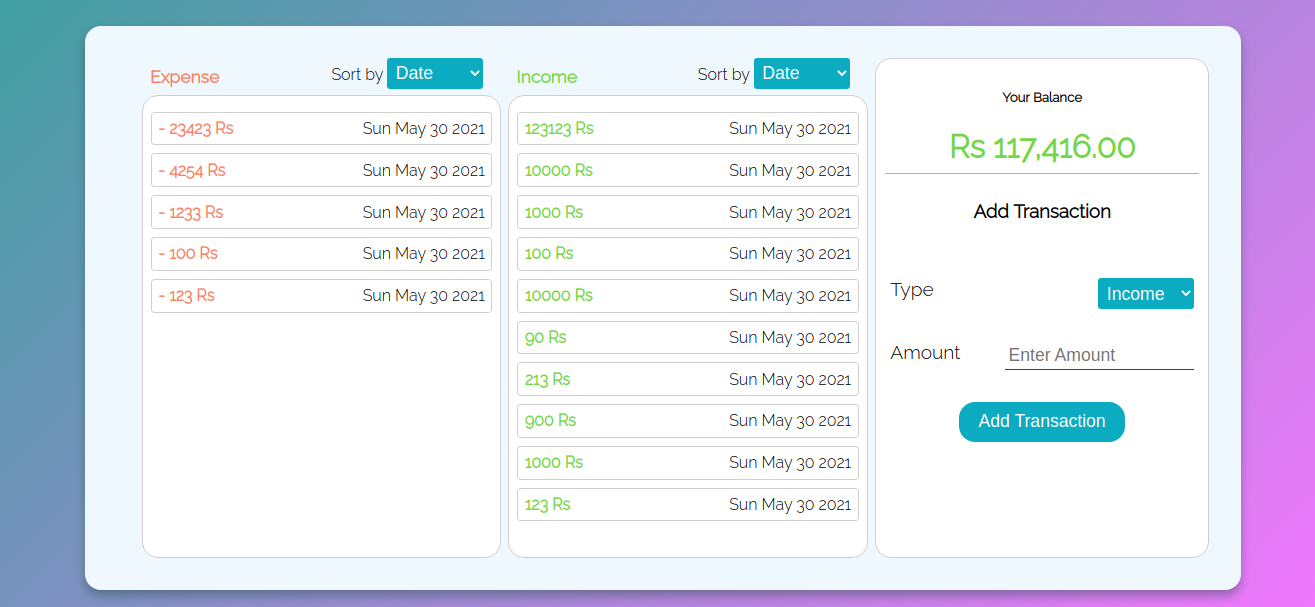 Expense Sort by Date
- 23423 Rs Sun May 30 2021
- 4254 Rs Sun May 30 2021
- 1233 Rs Sun May 30 2021
- 100 Rs Sun May 30 2021
- 123 Rs Sun May 30 2021
Income Sort by Date
123123 Rs Sun May 30 2021
10000 Rs Sun May 30 2021
1000 Rs Sun May 30 2021
100 Rs Sun May 30 2021
10000 Rs Sun May 30 2021
90 Rs Sun May 30 2021
213 Rs Sun May 30 2021
900 Rs Sun May 30 2021
1000 Rs Sun May 30 2021
123 Rs Sun May 30 2021
Your Balance
Rs 117,416.00
Add Transaction
Type Income
Amount Enter Amount
Add Transaction